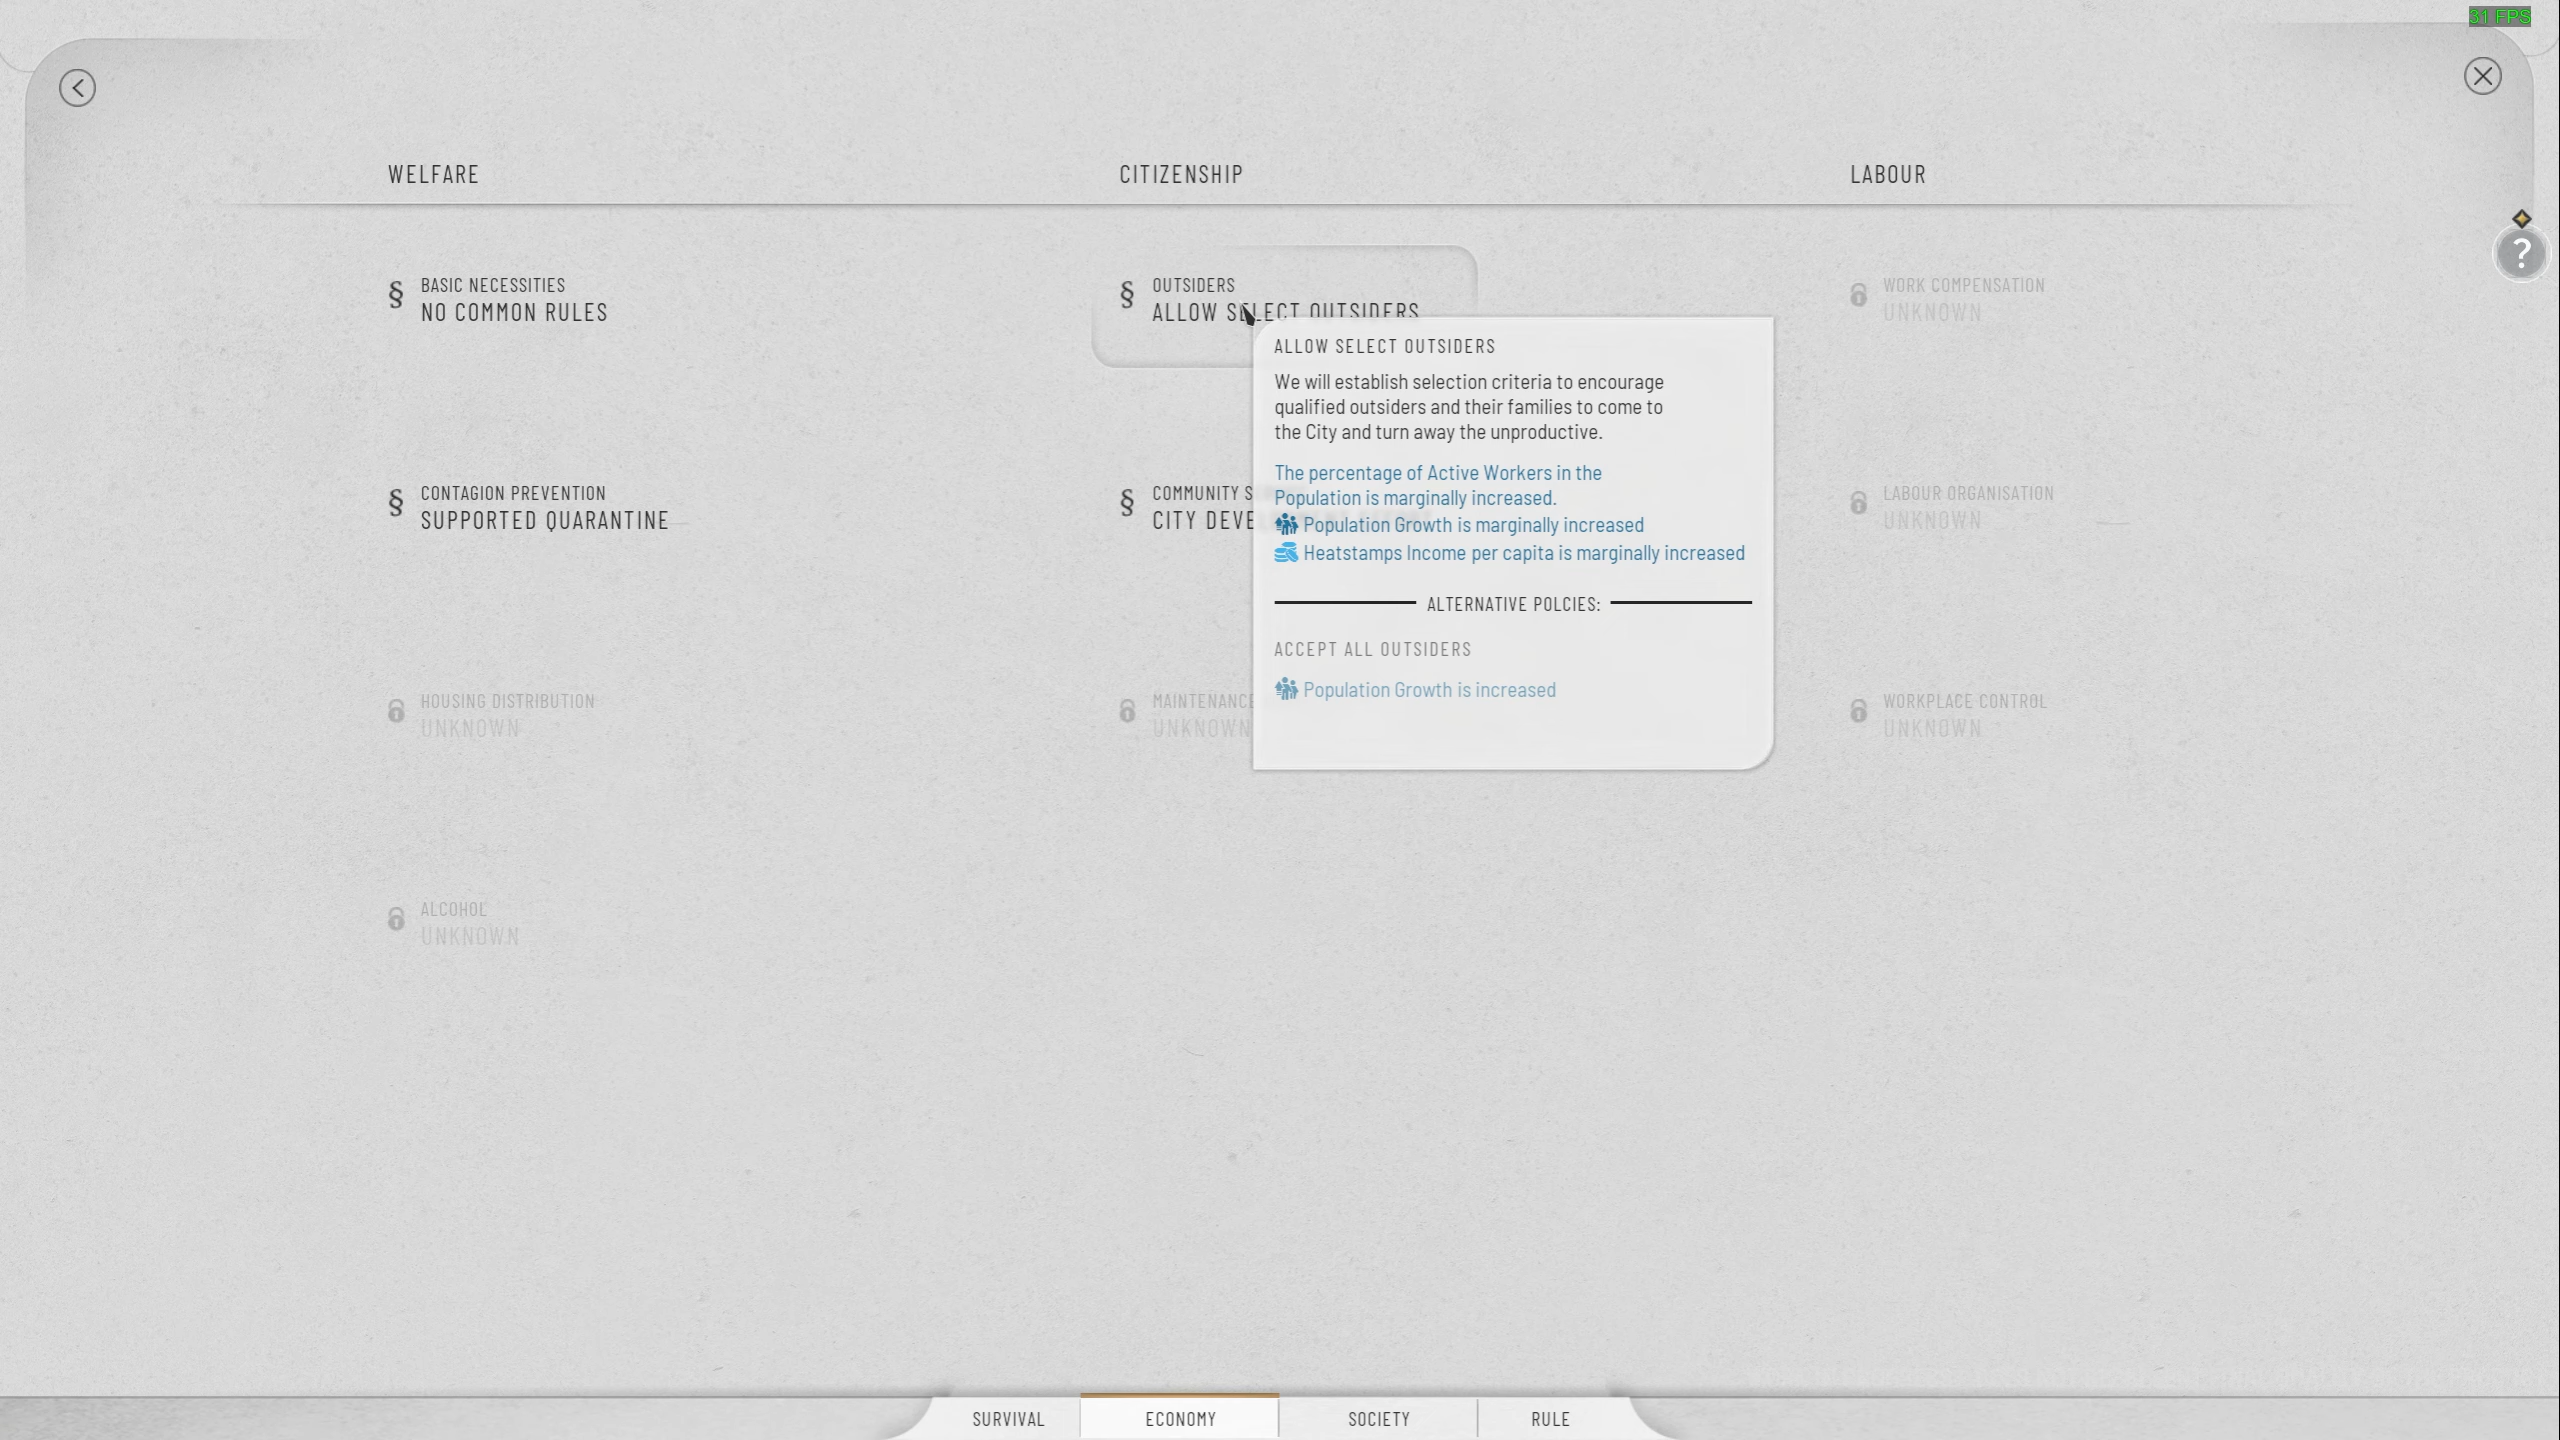 31 FPS
WELFARE
CITIZENSHIP
LABOUR
§ BASIC NECESSITIES
NO COMMON RULES
§ OUTSIDERS
ALLOW SELECT OUTSIDERS
WORK COMPENSATION
UNKNOWN
?
ALLOW SELECT OUTSIDERS
We will establish selection criteria to encourage
qualified outsiders and their families to come to
the City and turn away the unproductive.
The percentage of Active Workers in the
Population is marginally increased.
Population Growth is marginally increased
Heatstamps Income per capita is marginally increased
ALTERNATIVE POLCIES:
ACCEPT ALL OUTSIDERS
Population Growth is increased
§ CONTAGION PREVENTION
SUPPORTED QUARANTINE
§ COMMUNITY S
CITY DEVE
LABOUR ORGANISATION
UNKNOWN
HOUSING DISTRIBUTION
UNKNOWN
MAINTENANCE
UNKNOWN
WORKPLACE CONTROL
UNKNOWN
ALCOHOL
UNKNOWN
SURVIVAL
ECONOMY
SOCIETY
RULE